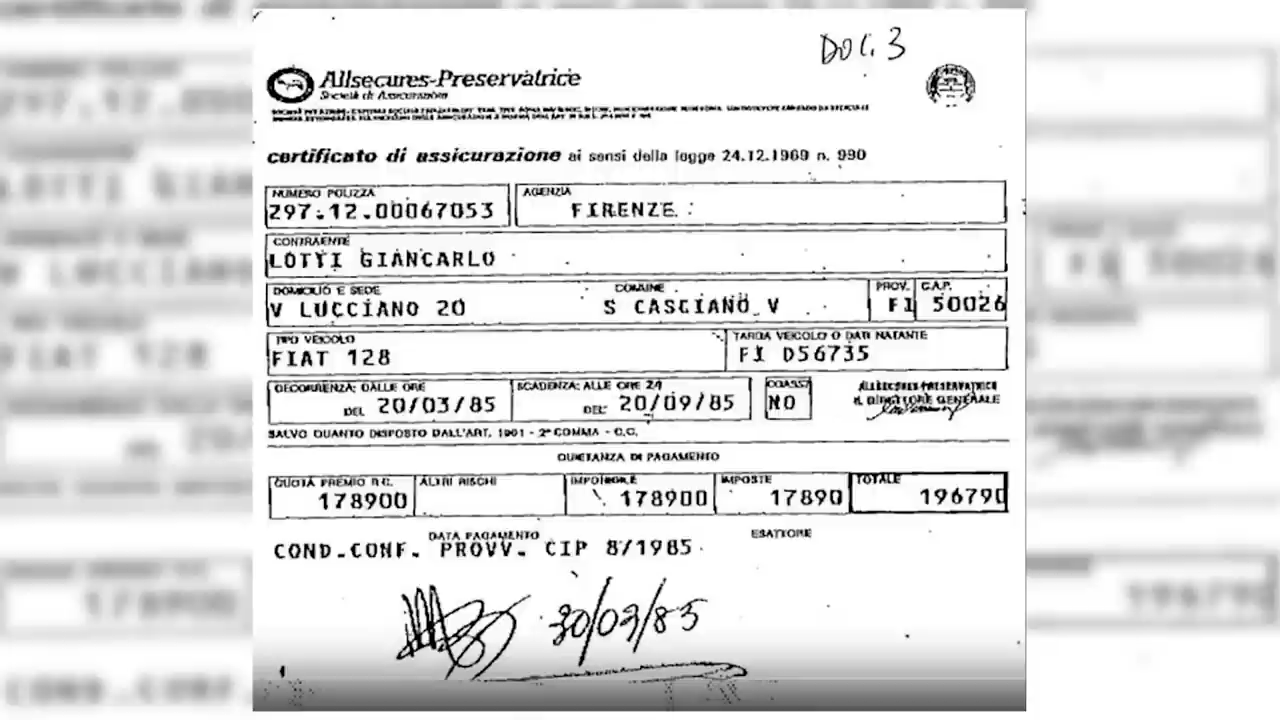 DOC. 3
Allsecures-Preservatrice
Società di Assicurazioni
certificato di assicurazione ai sensi della legge 24.12.1969 n. 990
NUMERO POLIZZA AGENZIA
297.12.00067053 FIRENZE
CONTRAENTE
LOTTI GIANCARLO
DOMICILIO E SEDE COMUNE PROV. C.A.P.
V LUCCIANO 20 S CASCIANO V FI 50026
TIPO VEICOLO TARGA VEICOLO O DATI NATANTE
FIAT 128 FI D56735
DECORRENZA: DALLE ORE SCADENZA: ALLE ORE 24 COASS. ALLSECURES-PRESERVATRICE
DEL 20/03/85 DEL 20/09/85 NO IL DIRETTORE GENERALE
SALVO QUANTO DISPOSTO DALL'ART. 1901 - 2° COMMA - C.C.
QUIETANZA DI PAGAMENTO
QUOTA PREMIO R.C. ALTRI RISCHI IMPONIBILE IMPOSTE TOTALE
178900 178900 17890 196790
DATA PAGAMENTO ESATTORE
COND.CONF. PROVV. CIP 8/1985
30/03/85